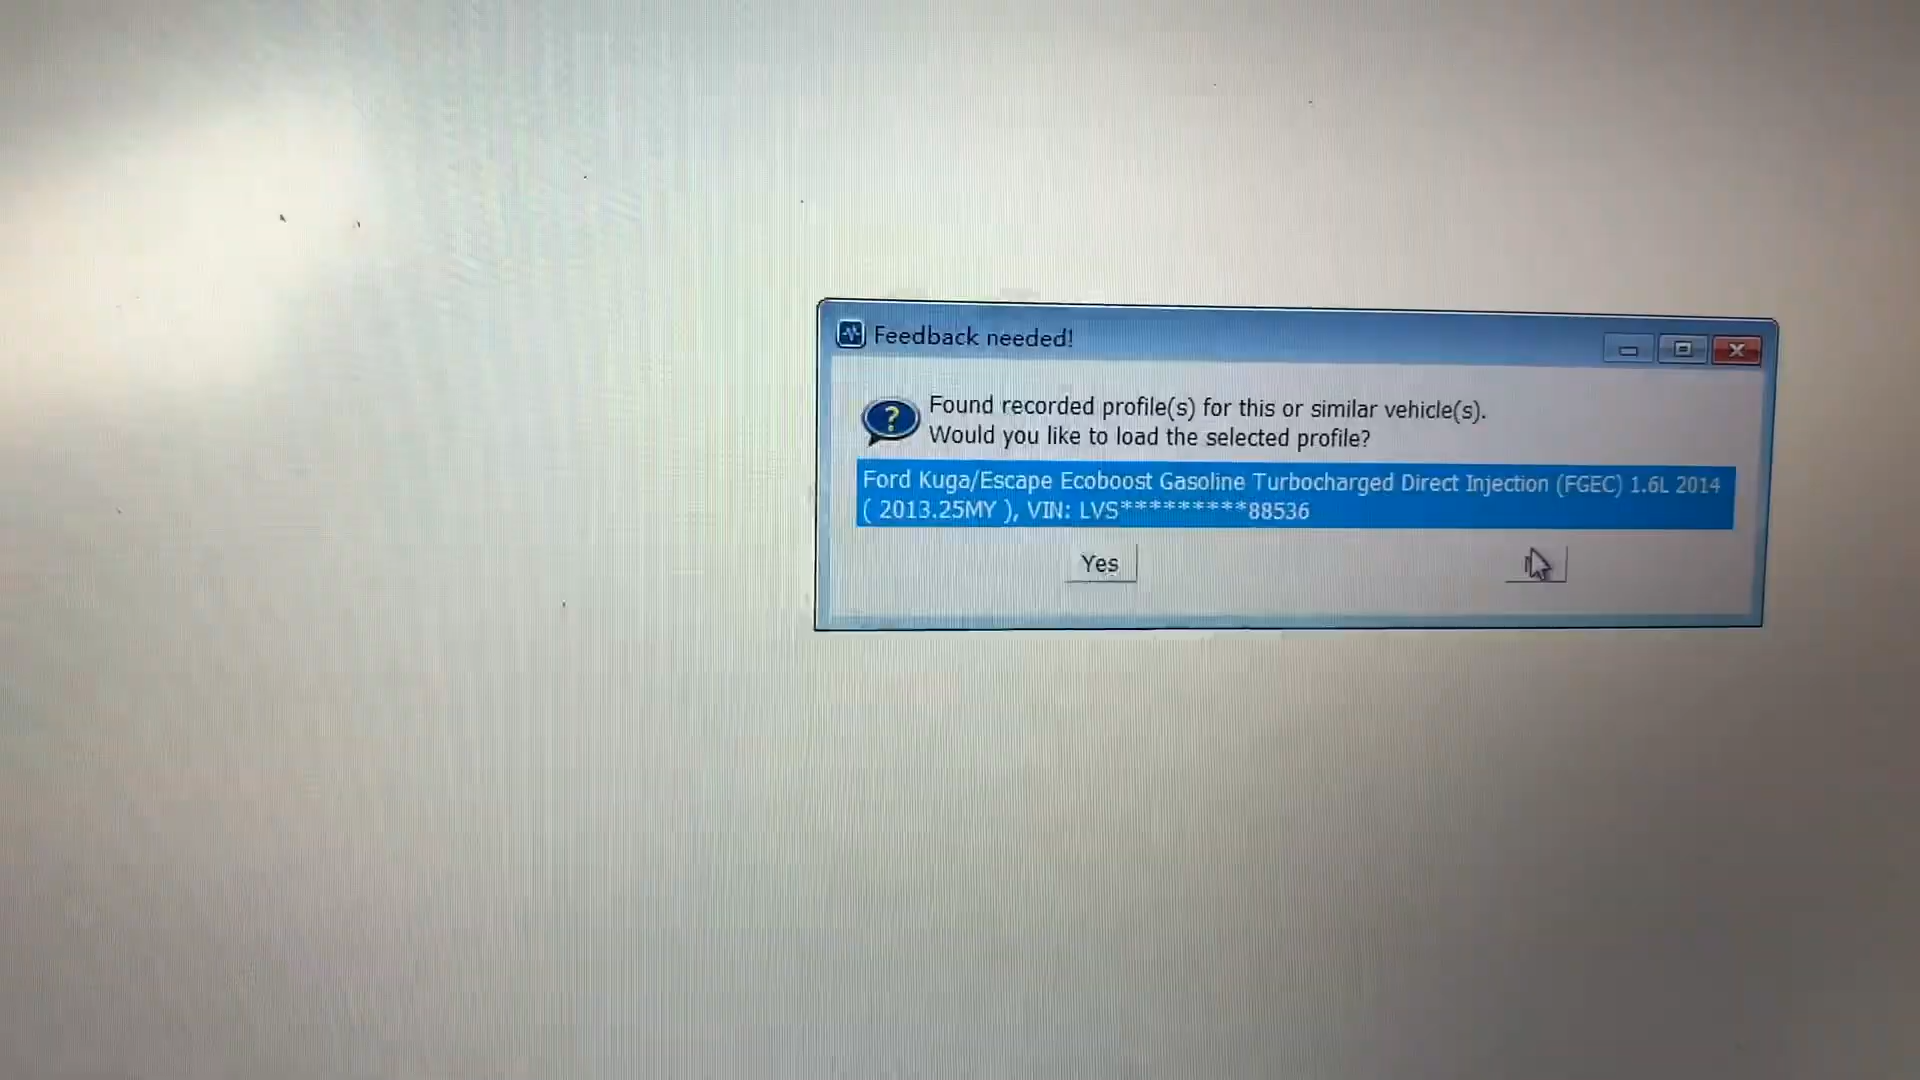 Feedback needed!
Found recorded profile(s) for this or similar vehicle(s).
Would you like to load the selected profile?
Ford Kuga/Escape Ecoboost Gasoline Turbocharged Direct Injection (FGEC) 1.6L 2014
( 2013.25MY ), VIN: LVS*********88536
Yes